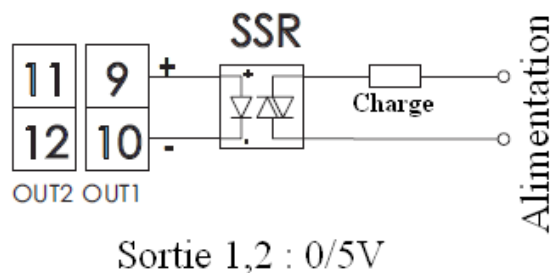 SSR
11 9 +
+
Charge
12 10 -
-
OUT2 OUT1
Alimentation
Sortie 1,2 : 0/5V